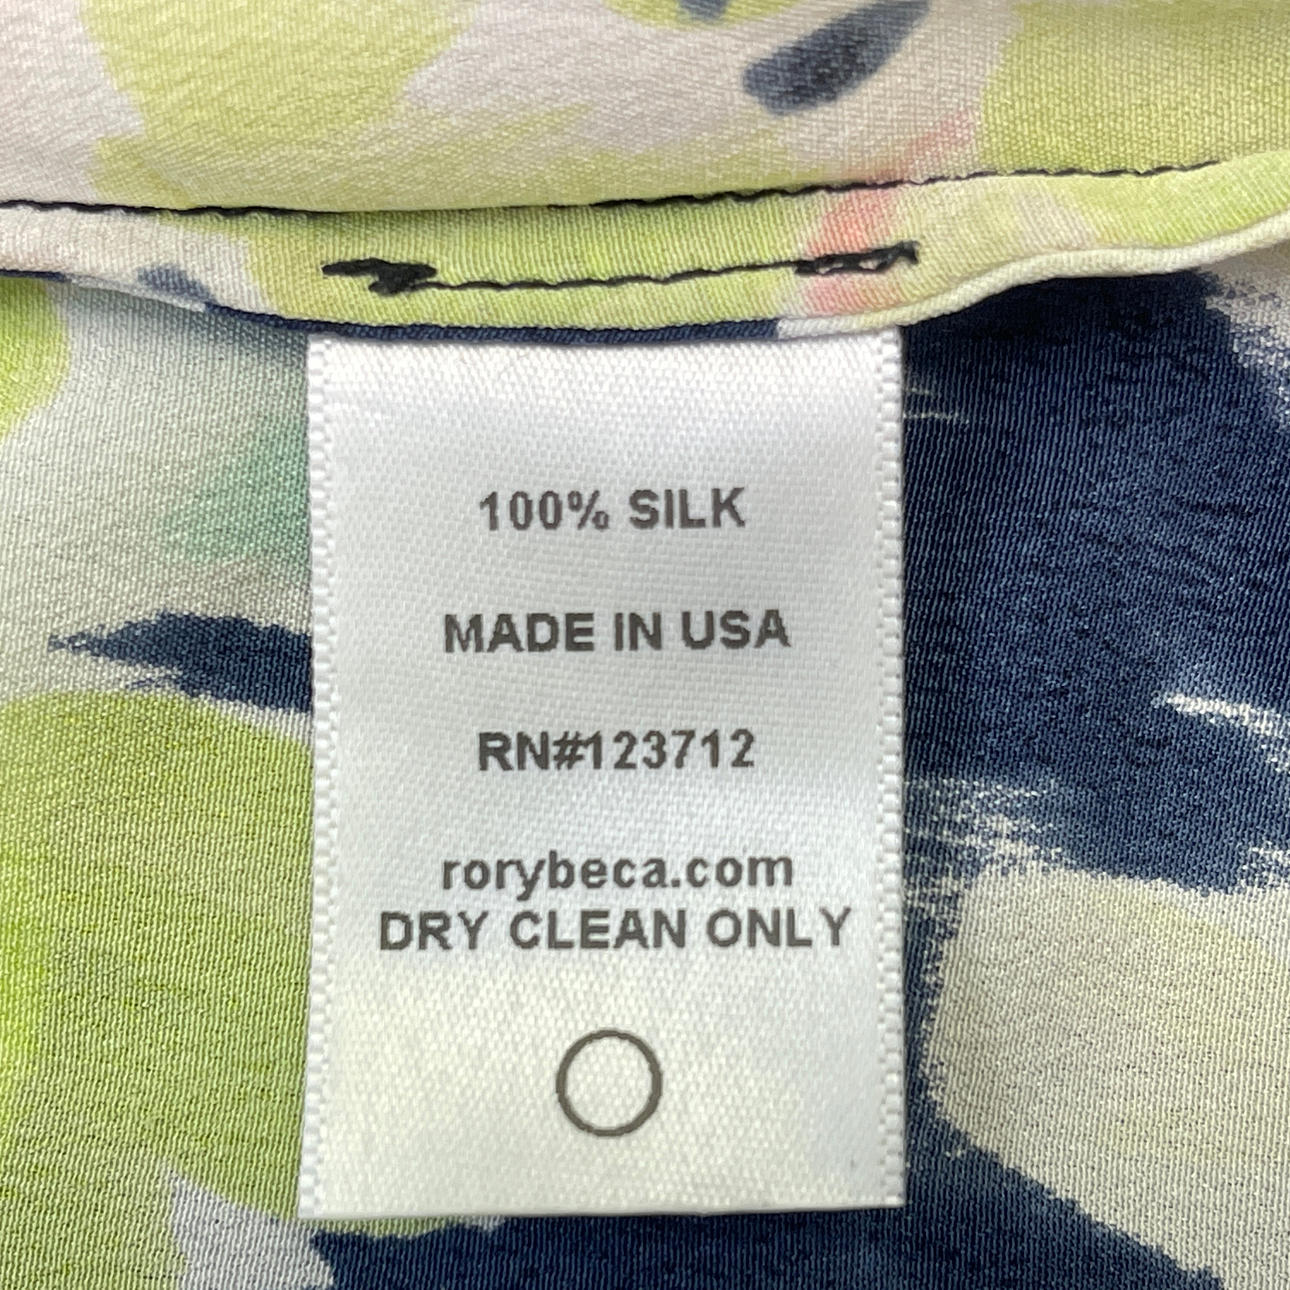 100% SILK
MADE IN USA
RN#123712
rorybeca.com
DRY CLEAN ONLY